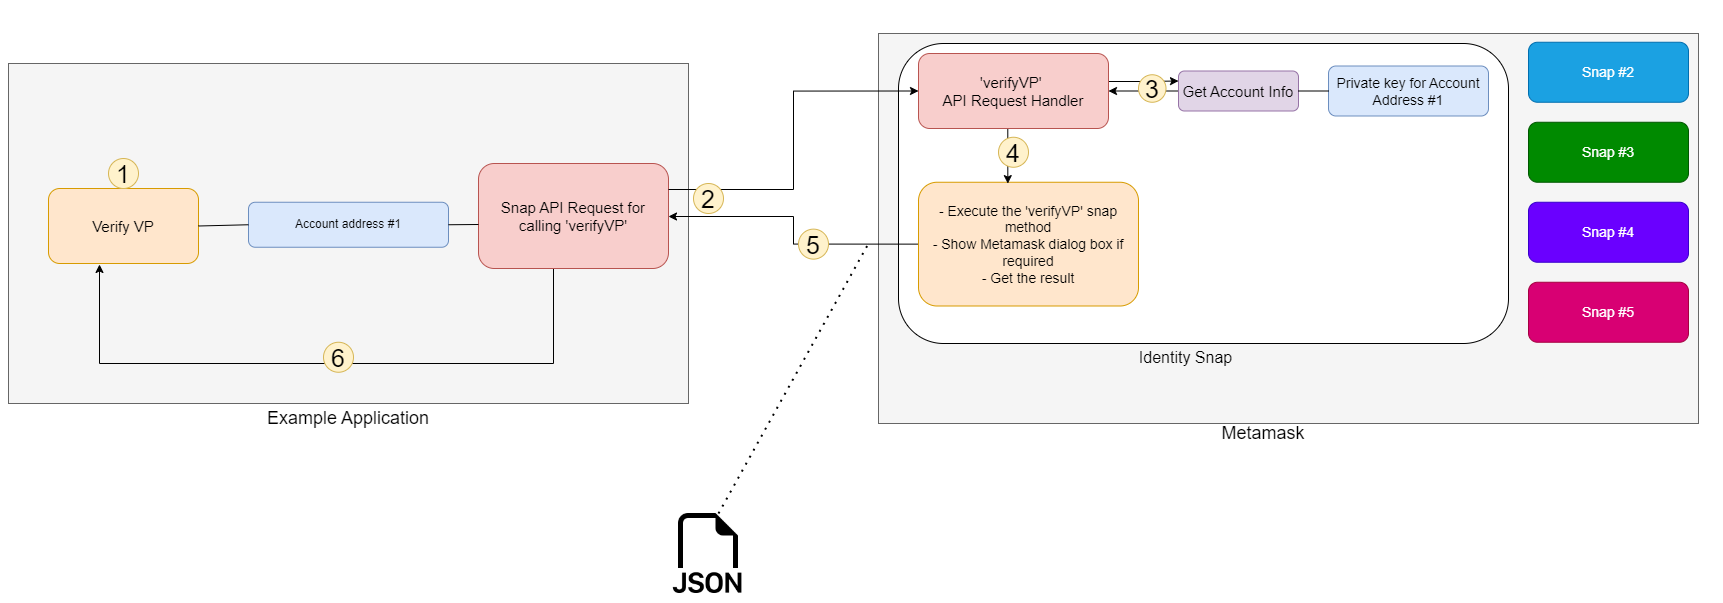 1
Verify VP
Account address #1
Snap API Request for
calling 'verifyVP'
2
5
6
Example Application
'verifyVP'
API Request Handler
3
Get Account Info
Private key for Account
Address #1
4
- Execute the 'verifyVP' snap
method
- Show Metamask dialog box if
required
- Get the result
Identity Snap
Snap #2
Snap #3
Snap #4
Snap #5
Metamask
JSON